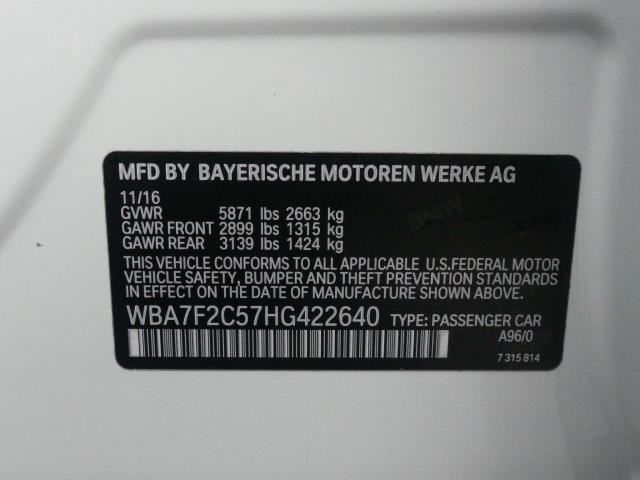 MFD BY BAYERISCHE MOTOREN WERKE AG
11/16
GVWR 5871 lbs 2663 kg
GAWR FRONT 2899 lbs 1315 kg
GAWR REAR 3139 lbs 1424 kg
BMW
THIS VEHICLE CONFORMS TO ALL APPLICABLE U.S.FEDERAL MOTOR
VEHICLE SAFETY, BUMPER AND THEFT PREVENTION STANDARDS
IN EFFECT ON THE DATE OF MANUFACTURE SHOWN ABOVE.
WBA7F2C57HG422640 TYPE: PASSENGER CAR
A96/0
7 315 814